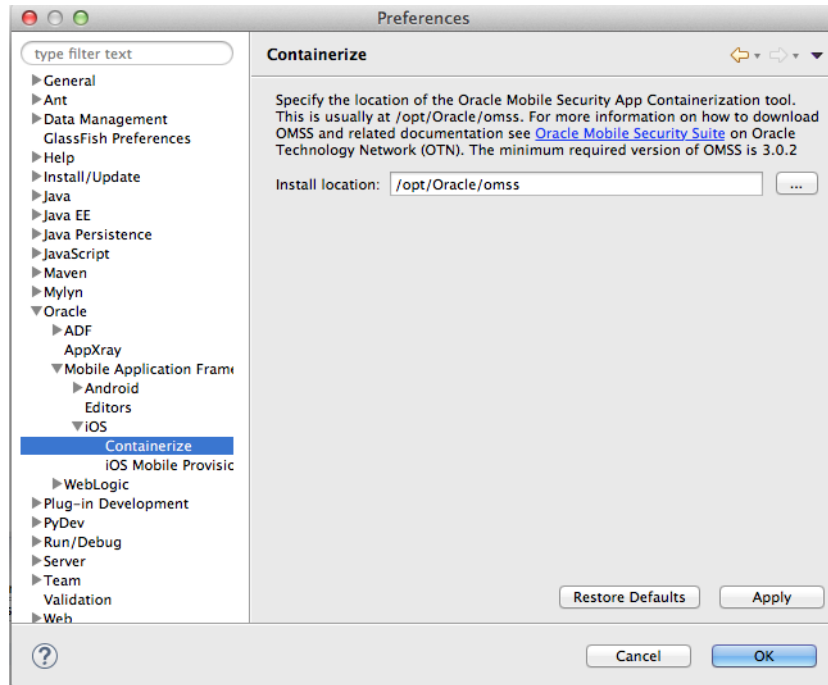 Preferences
type filter text
General
Ant
Data Management
GlassFish Preferences
Help
Install/Update
Java
Java EE
Java Persistence
JavaScript
Maven
Mylyn
Oracle
ADF
AppXray
Mobile Application Frame
Android
Editors
iOS
Containerize
iOS Mobile Provisic
WebLogic
Plug-in Development
PyDev
Run/Debug
Server
Team
Validation
Web
Containerize
Specify the location of the Oracle Mobile Security App Containerization tool.
This is usually at /opt/Oracle/omss. For more information on how to download
OMSS and related documentation see Oracle Mobile Security Suite on Oracle
Technology Network (OTN). The minimum required version of OMSS is 3.0.2
Install location: /opt/Oracle/omss ...
Restore Defaults Apply
? Cancel OK